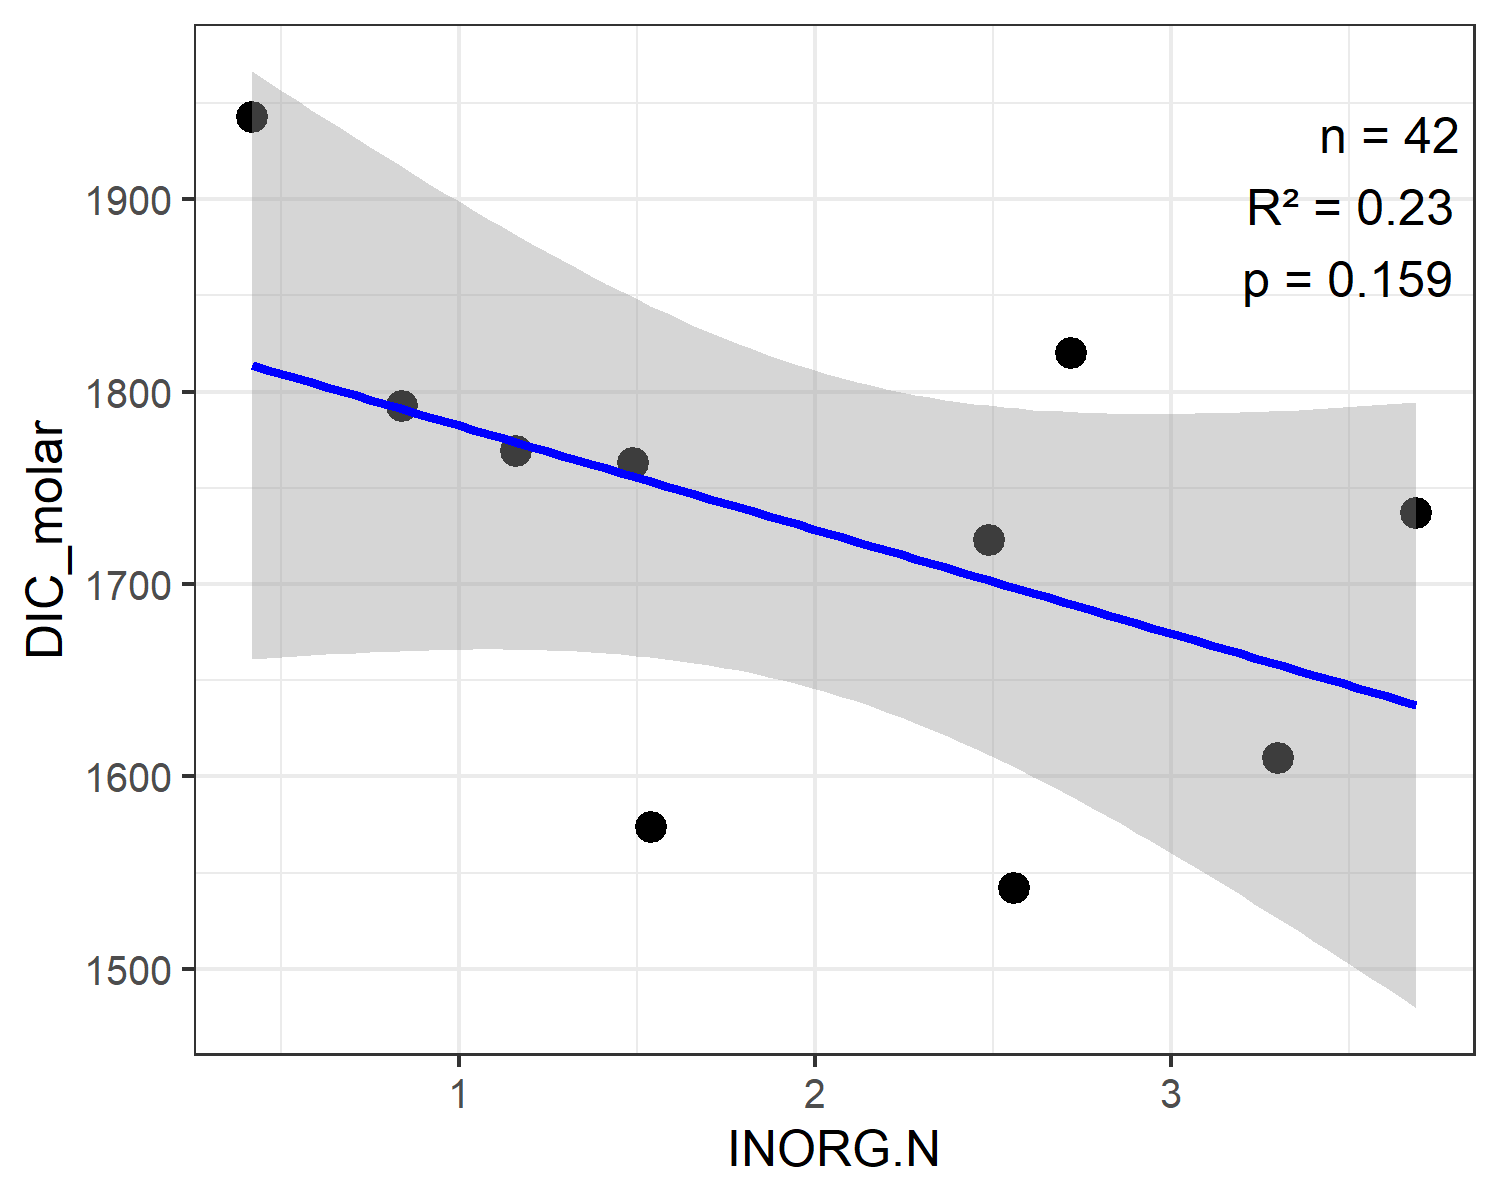 n = 42
R² = 0.23
p = 0.159
DIC_molar
1900
1800
1700
1600
1500
1
2
3
INORG.N